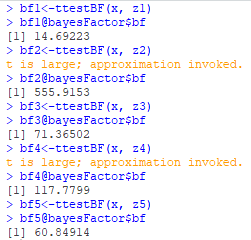 > bf1<-ttestBF(x, z1)
> bf1@bayesFactor$bf
[1] 14.69223
> bf2<-ttestBF(x, z2)
t is large; approximation invoked.
> bf2@bayesFactor$bf
[1] 555.9153
> bf3<-ttestBF(x, z3)
> bf3@bayesFactor$bf
[1] 71.36502
> bf4<-ttestBF(x, z4)
t is large; approximation invoked.
> bf4@bayesFactor$bf
[1] 117.7799
> bf5<-ttestBF(x, z5)
> bf5@bayesFactor$bf
[1] 60.84914